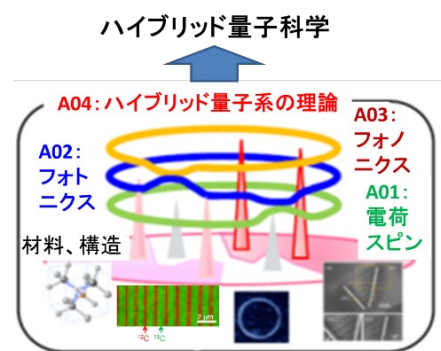 ハイブリッド量子科学
A04：ハイブリッド量子系の理論
A03：
フォノ
ニクス
A02：
フォト
ニクス
A01：
電荷
スピン
材料、構造
2 μm
¹²C ¹³C